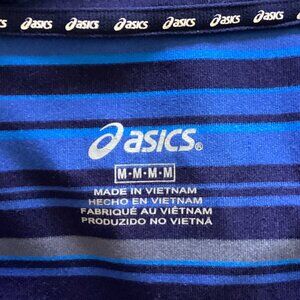 asics asics asics asics asics asics asics
asics®
M-M-M-M
MADE IN VIETNAM
HECHO EN VIETNAM
FABRIQUÉ AU VIÊTNAM
PRODUZIDO NO VIETNÃ